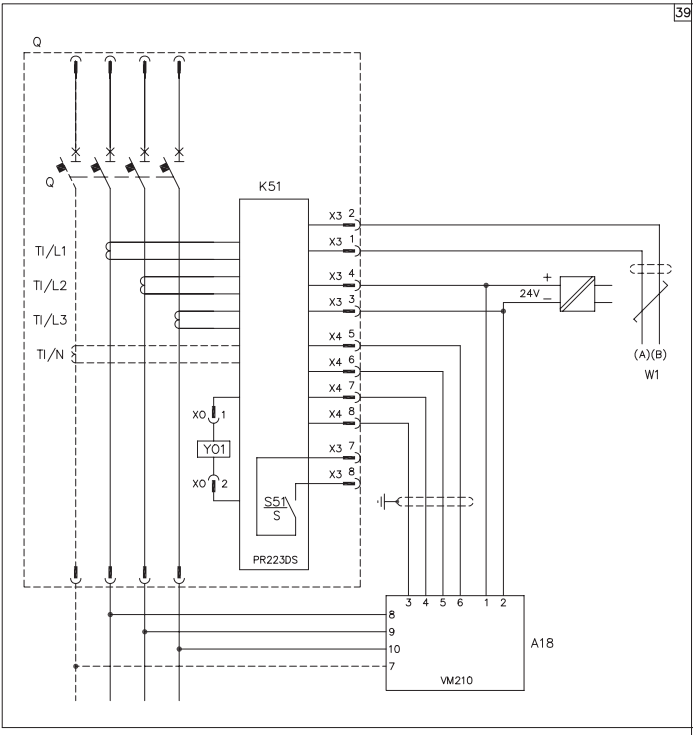 39
Q
Q
K51
X3 2
TI/L1
X3 1
TI/L2
X3 4
+
24V
−
X3 3
TI/L3
X4 5
TI/N
X4 6
(A)(B)
W1
X4 7
X0 1
X4 8
Y01
X3 7
X0 2
X3 8
S51
S
PR223DS
3 4 5 6 1 2
8
9
10
A18
7
VM210